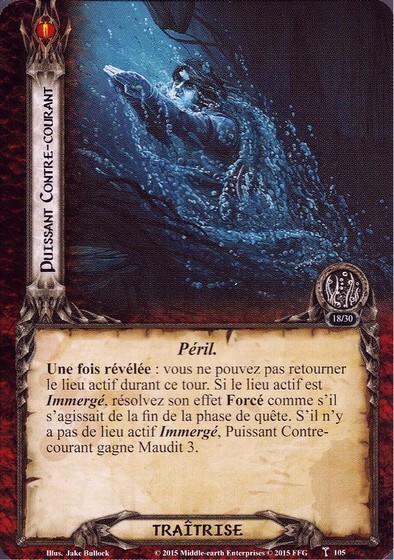 PUISSANT CONTRE-COURANT
18/30
Péril.
Une fois révélée : vous ne pouvez pas retourner
le lieu actif durant ce tour. Si le lieu actif est
Immergé, résolvez son effet Forcé comme s'il
s'agissait de la fin de la phase de quête. S'il n'y
a pas de lieu actif Immergé, Puissant Contre-
courant gagne Maudit 3.
TRAÎTRISE
Illus. Jake Bullock © 2015 Middle-earth Enterprises © 2015 FFG 105